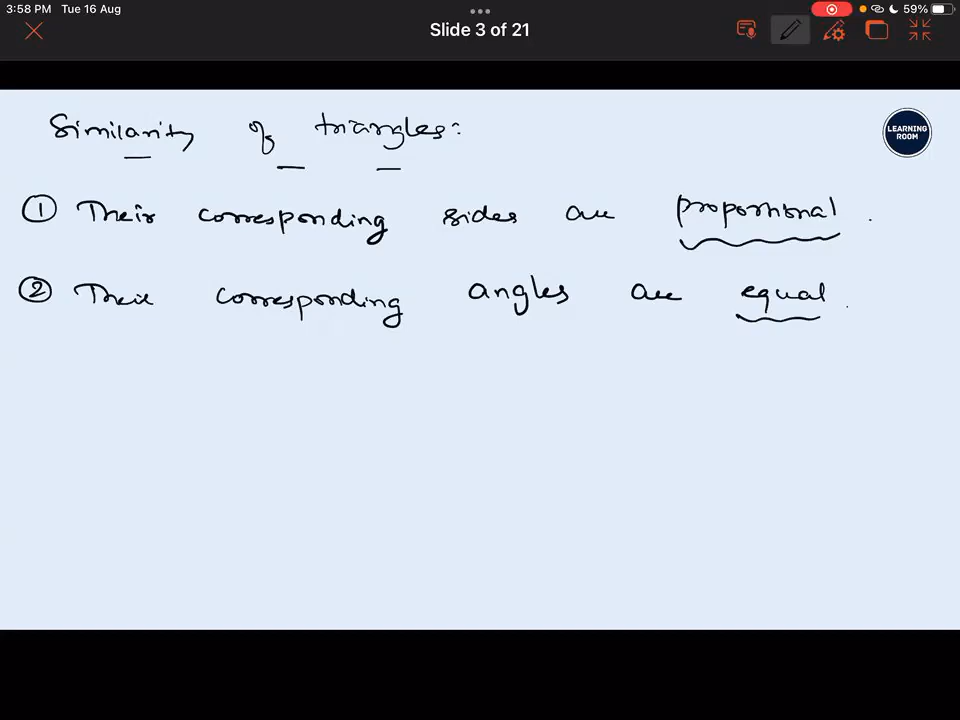 3:58 PM Tue 16 Aug
59%
Slide 3 of 21
Similarity of triangles:
LEARNING
ROOM
① Their corresponding sides are proportional.
② Their corresponding angles are equal.